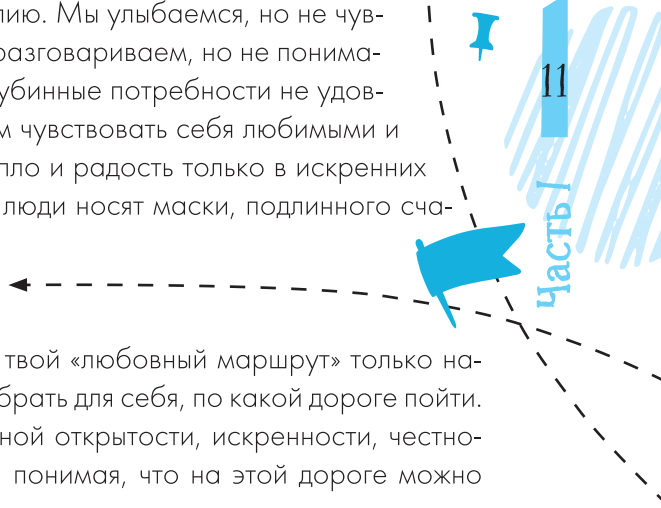 лию. Мы улыбаемся, но не чув-
разговариваем, но не понима-
убинные потребности не удов-
м чувствовать себя любимыми и
пло и радость только в искренних
люди носят маски, подлинного сча-
11
Часть I
твой «любовный маршрут» только на-
брать для себя, по какой дороге пойти.
ной открытости, искренности, честно-
понимая, что на этой дороге можно